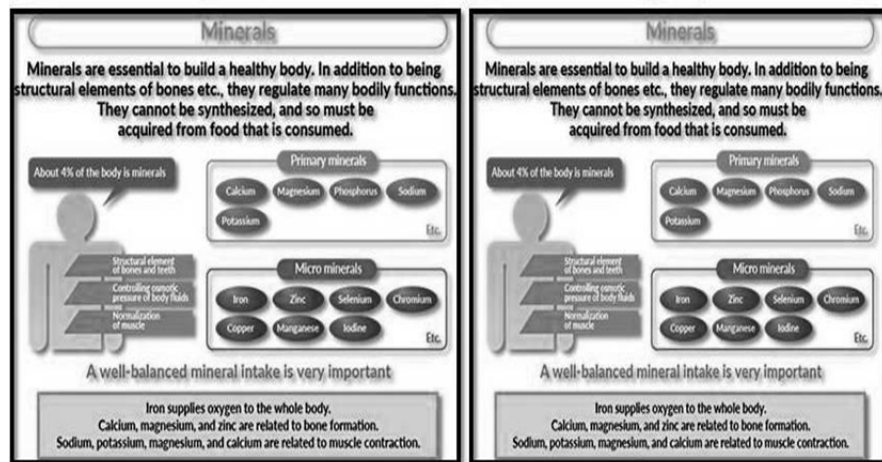 Minerals
Minerals are essential to build a healthy body. In addition to being
structural elements of bones etc., they regulate many bodily functions.
They cannot be synthesized, and so must be
acquired from food that is consumed.
About 4% of the body is minerals
Primary minerals
Calcium Magnesium Phosphorus Sodium
Potassium
Etc.
Structural element
of bones and teeth
Controlling osmotic
pressure of body fluids
Normalization
of muscle
Micro minerals
Iron Zinc Selenium Chromium
Copper Manganese Iodine
Etc.
A well-balanced mineral intake is very important
Iron supplies oxygen to the whole body.
Calcium, magnesium, and zinc are related to bone formation.
Sodium, potassium, magnesium, and calcium are related to muscle contraction.
Minerals
Minerals are essential to build a healthy body. In addition to being
structural elements of bones etc., they regulate many bodily functions.
They cannot be synthesized, and so must be
acquired from food that is consumed.
About 4% of the body is minerals
Primary minerals
Calcium Magnesium Phosphorus Sodium
Potassium
Etc.
Structural element
of bones and teeth
Controlling osmotic
pressure of body fluids
Normalization
of muscle
Micro minerals
Iron Zinc Selenium Chromium
Copper Manganese Iodine
Etc.
A well-balanced mineral intake is very important
Iron supplies oxygen to the whole body.
Calcium, magnesium, and zinc are related to bone formation.
Sodium, potassium, magnesium, and calcium are related to muscle contraction.